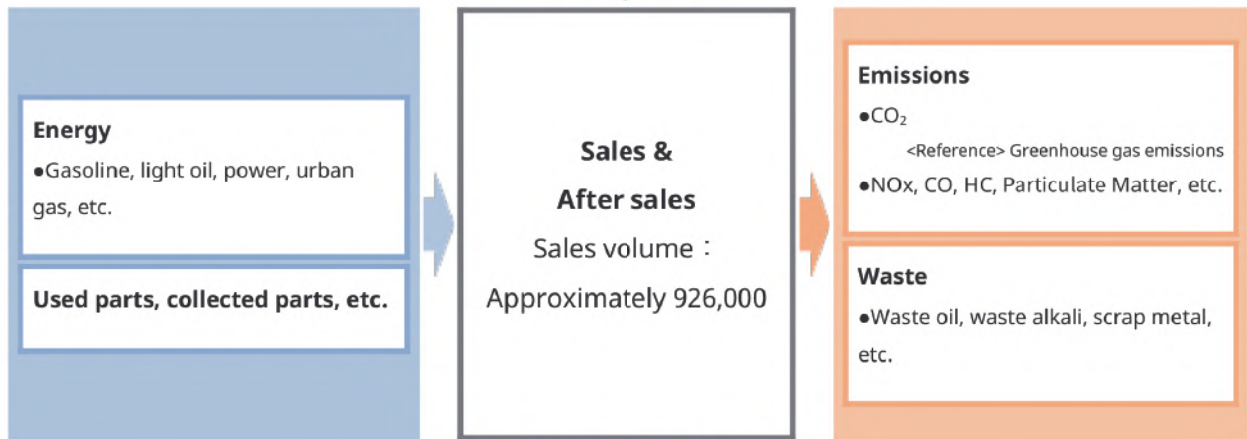 Energy
●Gasoline, light oil, power, urban
gas, etc.
Used parts, collected parts, etc.
Sales &
After sales
Sales volume：
Approximately 926,000
Emissions
●CO₂
<Reference> Greenhouse gas emissions
●NOx, CO, HC, Particulate Matter, etc.
Waste
●Waste oil, waste alkali, scrap metal,
etc.